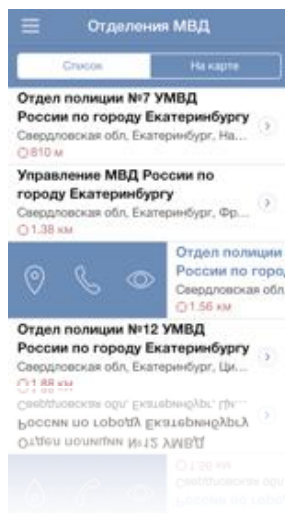 Отделения МВД
Список На карте
Отдел полиции №7 УМВД
России по городу Екатеринбургу
Свердловская обл, Екатеринбург, На...
810 м
Управление МВД России по
городу Екатеринбургу
Свердловская обл, Екатеринбург, Фр...
1.38 км
Отдел полиции
России по горо
Свердловская обл
1.56 км
Отдел полиции №12 УМВД
России по городу Екатеринбургу
Свердловская обл, Екатеринбург, Ци...
1.88 км